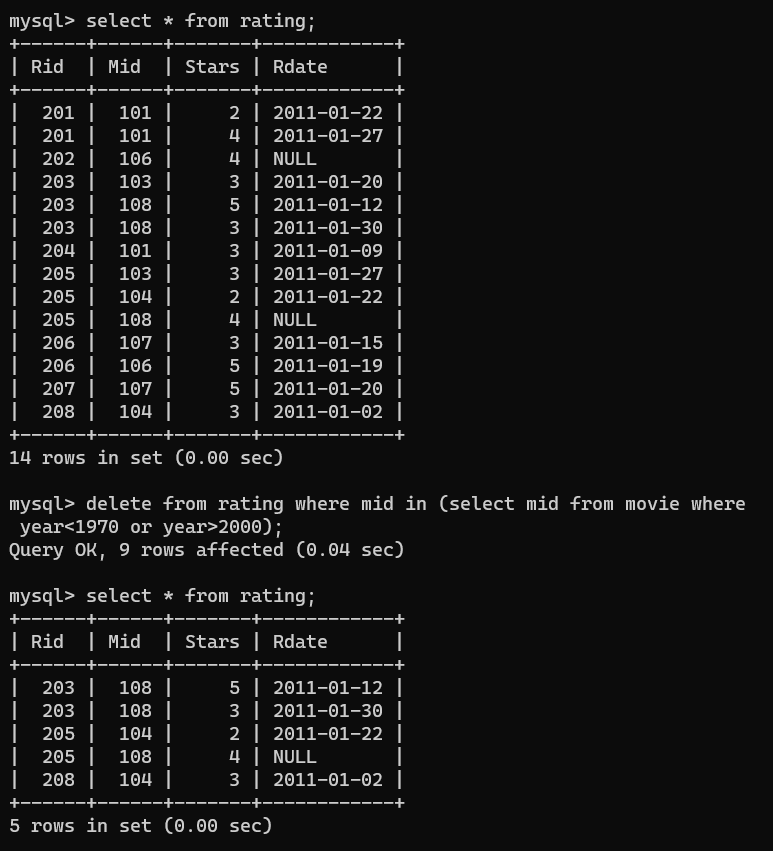 mysql> select * from rating;
+------+------+-------+------------+
| Rid  | Mid  | Stars | Rdate      |
+------+------+-------+------------+
|  201 |  101 |     2 | 2011-01-22 |
|  201 |  101 |     4 | 2011-01-27 |
|  202 |  106 |     4 | NULL       |
|  203 |  103 |     3 | 2011-01-20 |
|  203 |  108 |     5 | 2011-01-12 |
|  203 |  108 |     3 | 2011-01-30 |
|  204 |  101 |     3 | 2011-01-09 |
|  205 |  103 |     3 | 2011-01-27 |
|  205 |  104 |     2 | 2011-01-22 |
|  205 |  108 |     4 | NULL       |
|  206 |  107 |     3 | 2011-01-15 |
|  206 |  106 |     5 | 2011-01-19 |
|  207 |  107 |     5 | 2011-01-20 |
|  208 |  104 |     3 | 2011-01-02 |
+------+------+-------+------------+
14 rows in set (0.00 sec)

mysql> delete from rating where mid in (select mid from movie where
 year<1970 or year>2000);
Query OK, 9 rows affected (0.04 sec)

mysql> select * from rating;
+------+------+-------+------------+
| Rid  | Mid  | Stars | Rdate      |
+------+------+-------+------------+
|  203 |  108 |     5 | 2011-01-12 |
|  203 |  108 |     3 | 2011-01-30 |
|  205 |  104 |     2 | 2011-01-22 |
|  205 |  108 |     4 | NULL       |
|  208 |  104 |     3 | 2011-01-02 |
+------+------+-------+------------+
5 rows in set (0.00 sec)